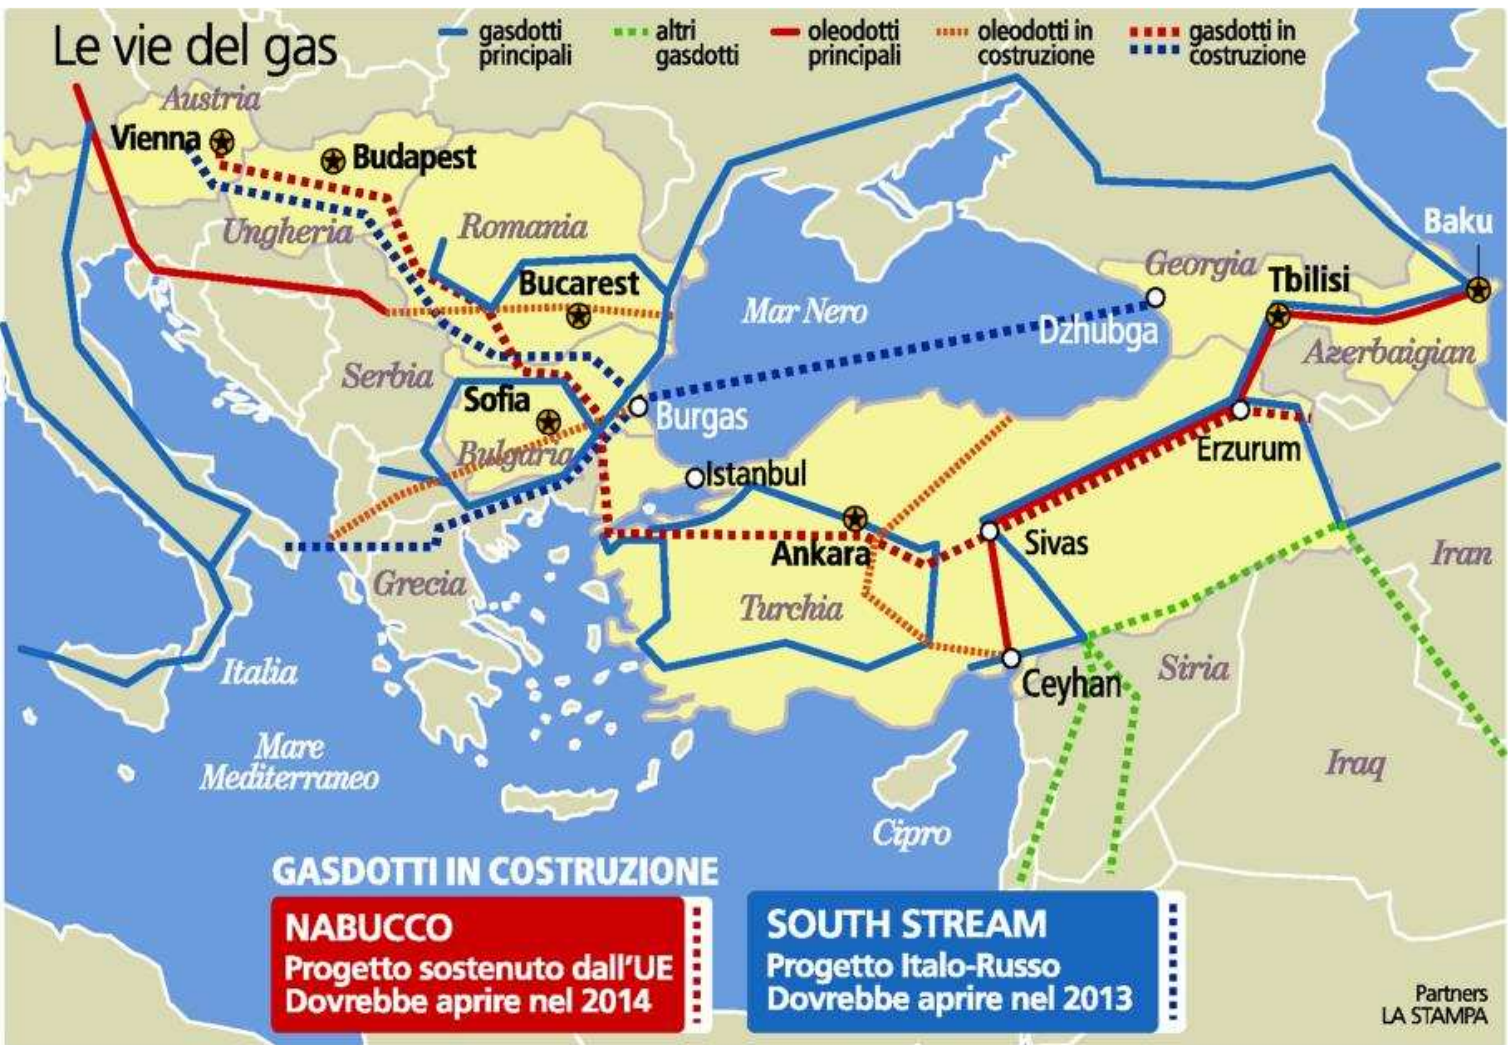 Le vie del gas
gasdotti
principali
altri
gasdotti
oleodotti
principali
oleodotti in
costruzione
gasdotti in
costruzione
Austria
Vienna
Budapest
Ungheria
Romania
Bucarest
Mar Nero
Dzhubga
Georgia
Tbilisi
Baku
Azerbaigian
Serbia
Sofia
Bulgaria
Burgas
Istanbul
Erzurum
Ankara
Sivas
Iran
Grecia
Turchia
Italia
Ceyhan
Siria
Iraq
Mare
Mediterraneo
Cipro
GASDOTTI IN COSTRUZIONE
NABUCCO
Progetto sostenuto dall'UE
Dovrebbe aprire nel 2014
SOUTH STREAM
Progetto Italo-Russo
Dovrebbe aprire nel 2013
Partners
LA STAMPA